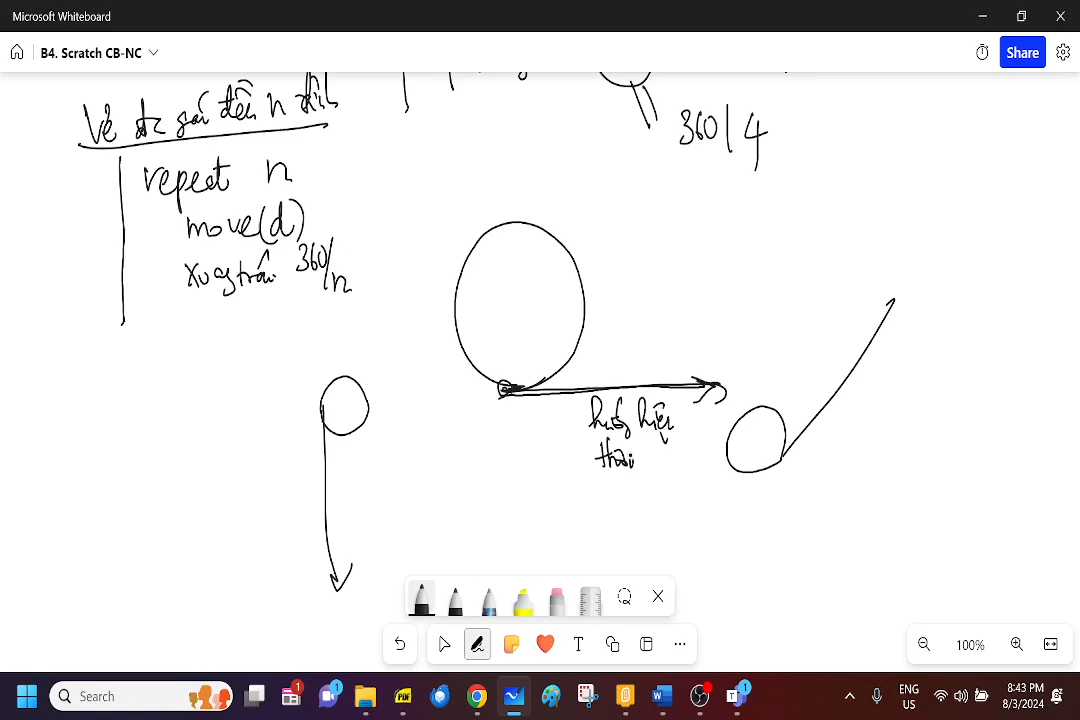 Microsoft Whiteboard
B4. Scratch CB-NC
Share
Vẽ đa giác đều n đỉnh
360/4
repeat n
move(d)
xoay trái 360/n
hướng hiện
thời
100%
Search
ENG
US
8:43 PM
8/3/2024